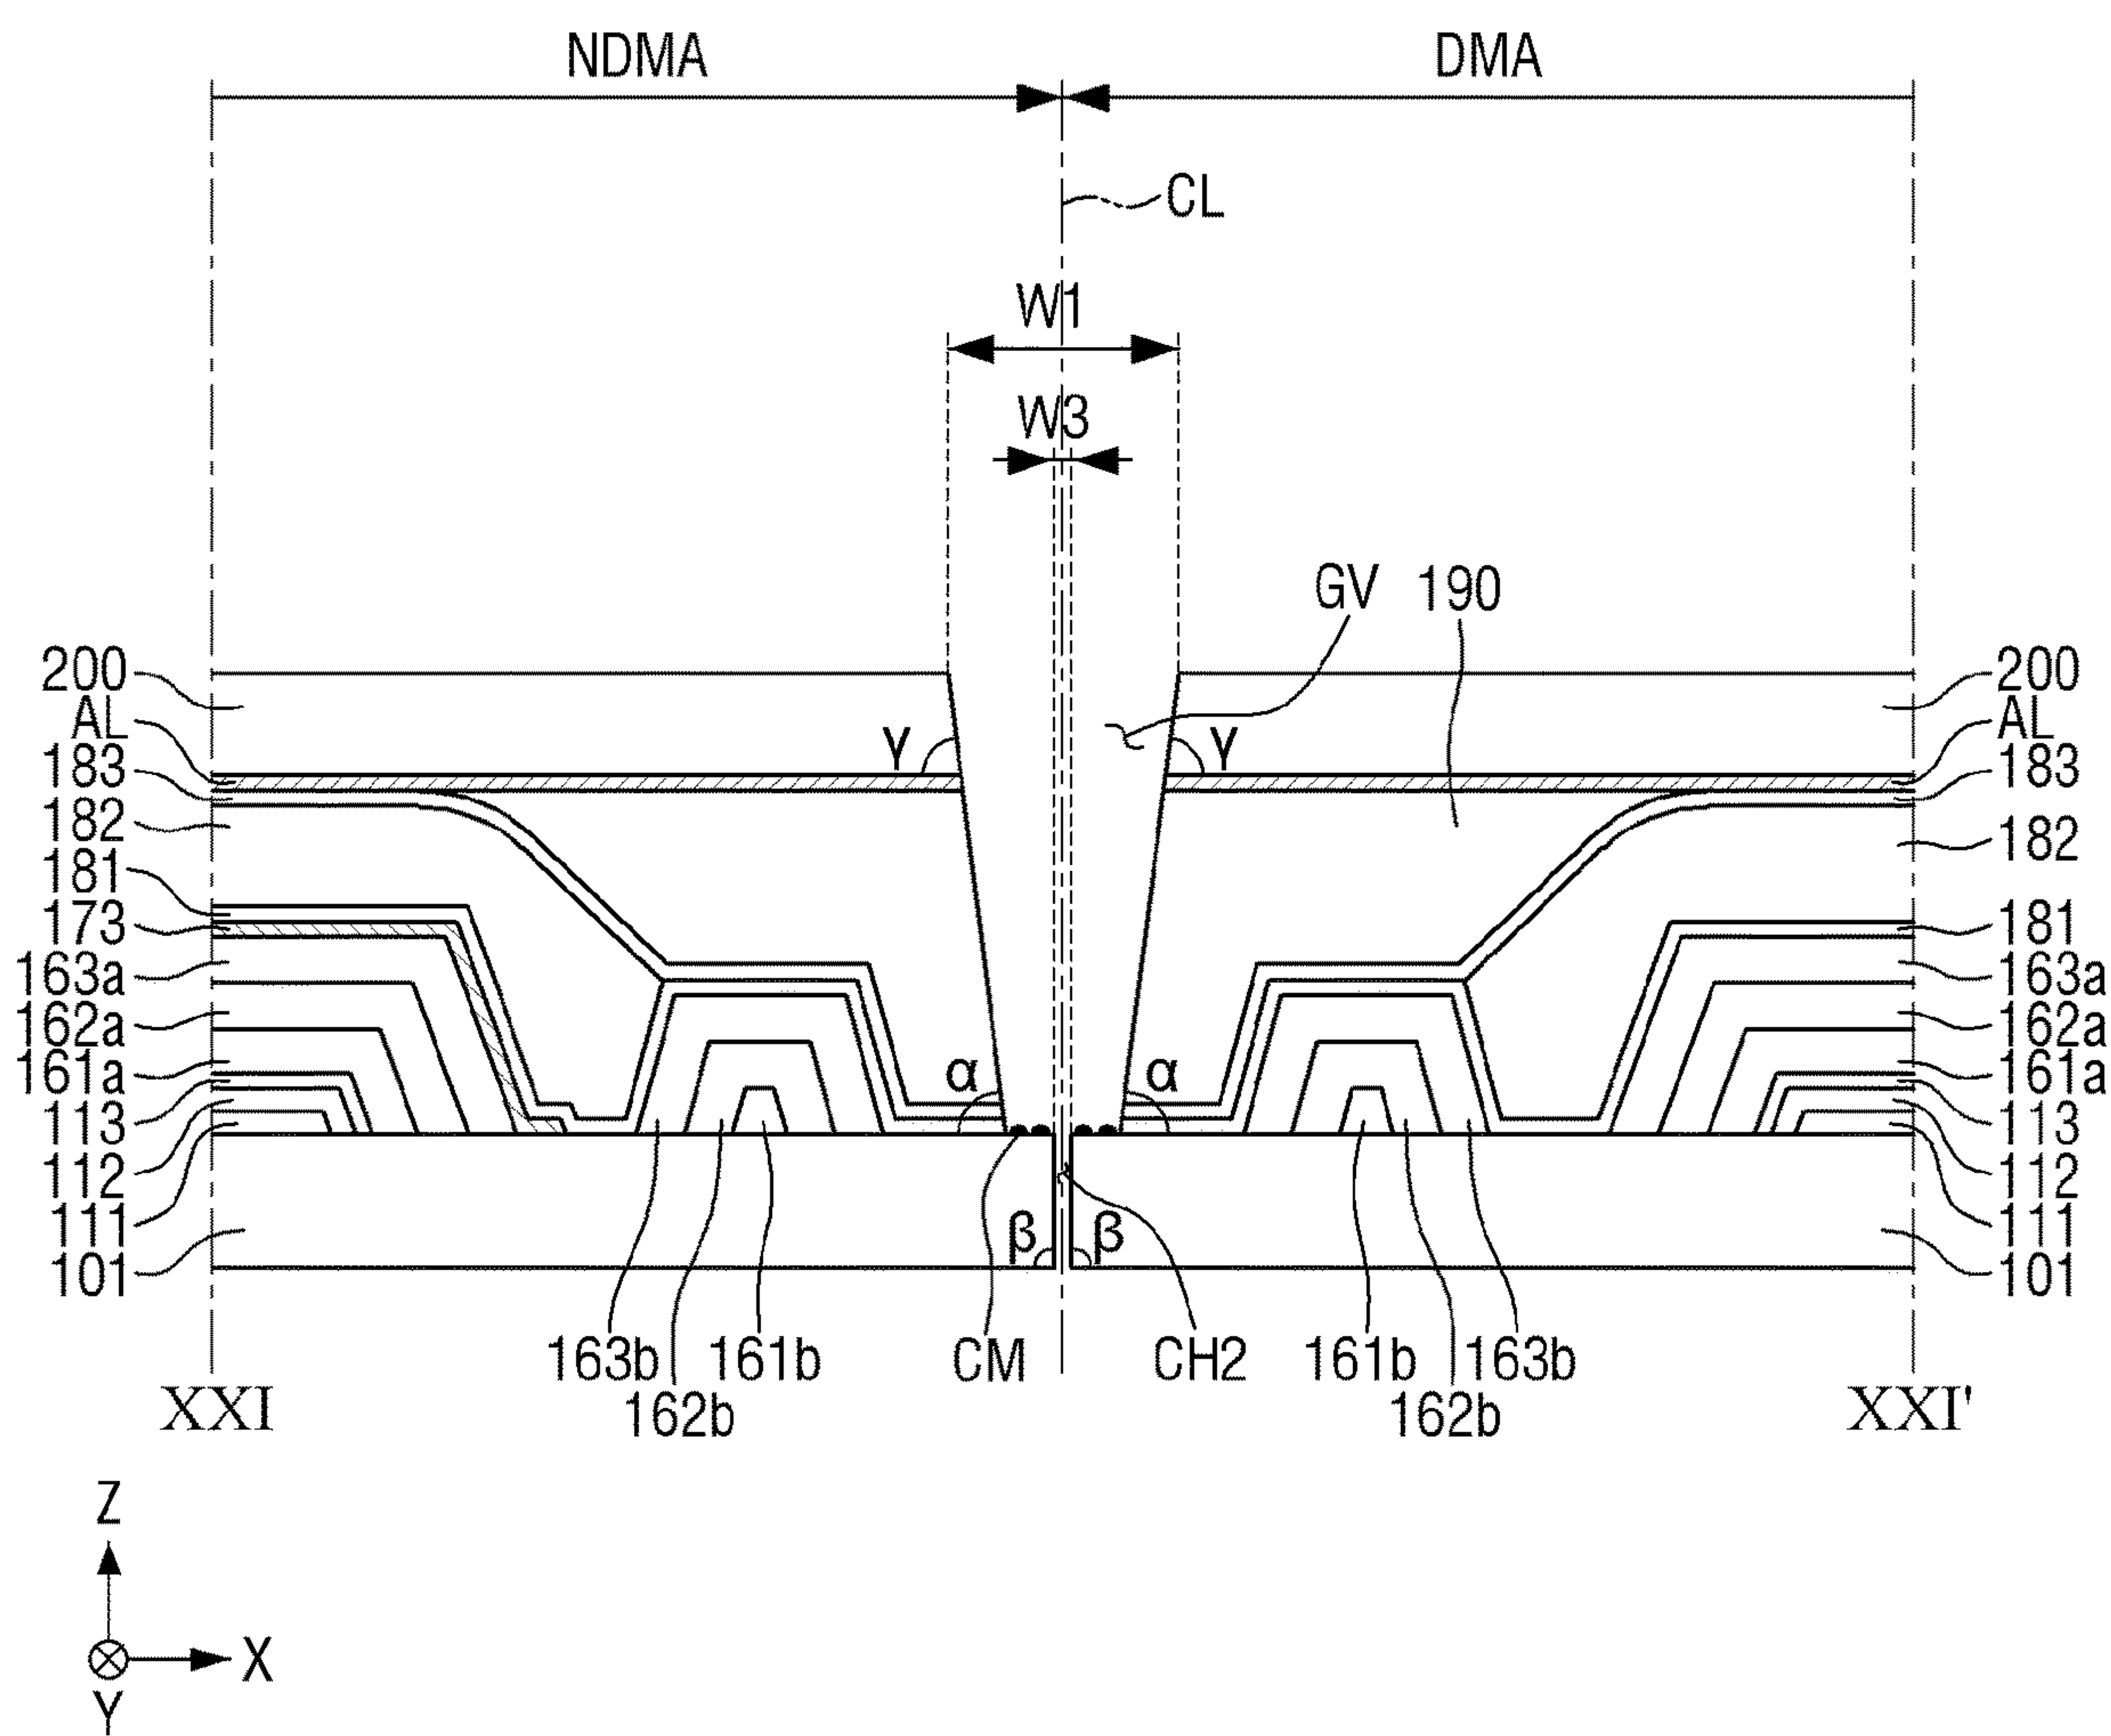 NDMA DMA
CL
W1
W3
GV 190
200 200
AL AL
γ γ
183 183
182 182
181 181
173
163a 163a
162a 162a
161a 161a
α α
113 113
112 112
111 111
β β
101 101
163b 161b CM CH2 161b 163b
162b 162b
XXI XXI'
Z
X
Y